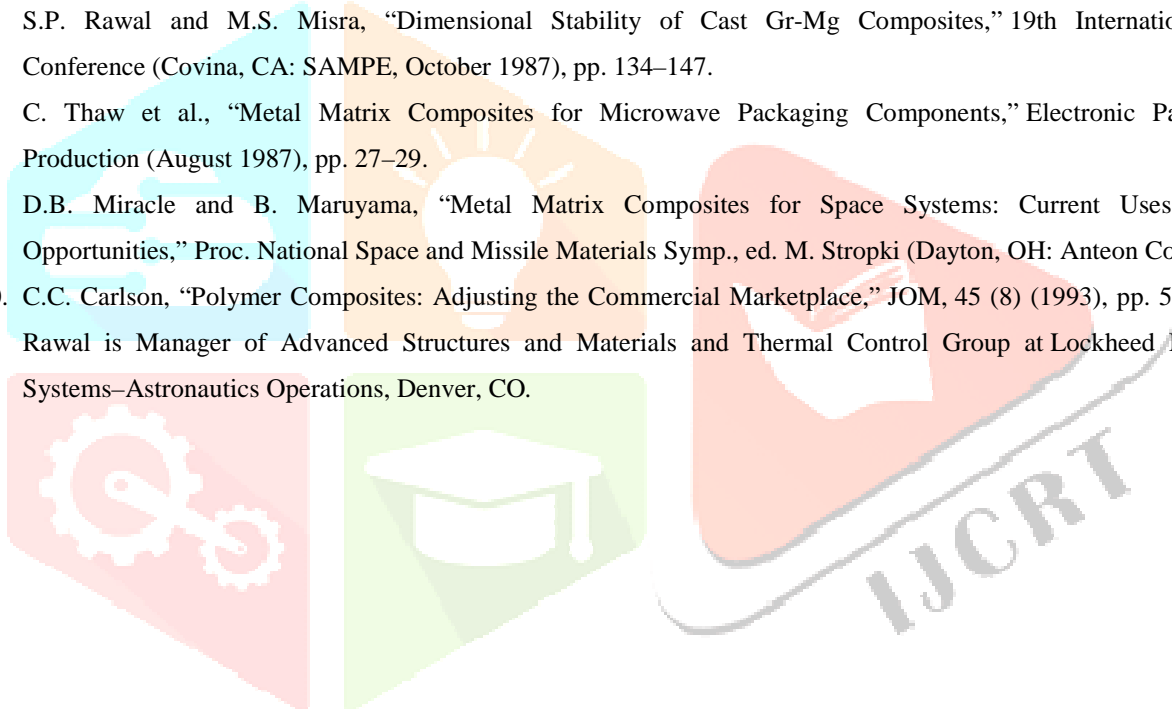 S.P. Rawal and M.S. Misra, “Dimensional Stability of Cast Gr-Mg Composites,” 19th
Conference (Covina, CA: SAMPE, October 1987), pp. 134–147.
C. Thaw et al., “Metal Matrix Composites for Microwave Packaging Components,” Electronic
Production (August 1987), pp. 27–29.
D.B. Miracle and B. Maruyama, “Metal Matrix Composites for Space Systems: Current Uses
Opportunities,” Proc. National Space and Missile Materials Symp., ed. M. Stropki (Dayton, OH: Anteon
C.C. Carlson, “Polymer Composites: Adjusting the Commercial Marketplace,” JOM, 45 (8) (1993), pp.
Rawal is Manager of Advanced Structures and Materials and Thermal Control Group at Lockheed
Systems–Astronautics Operations, Denver, CO.
IJCRT